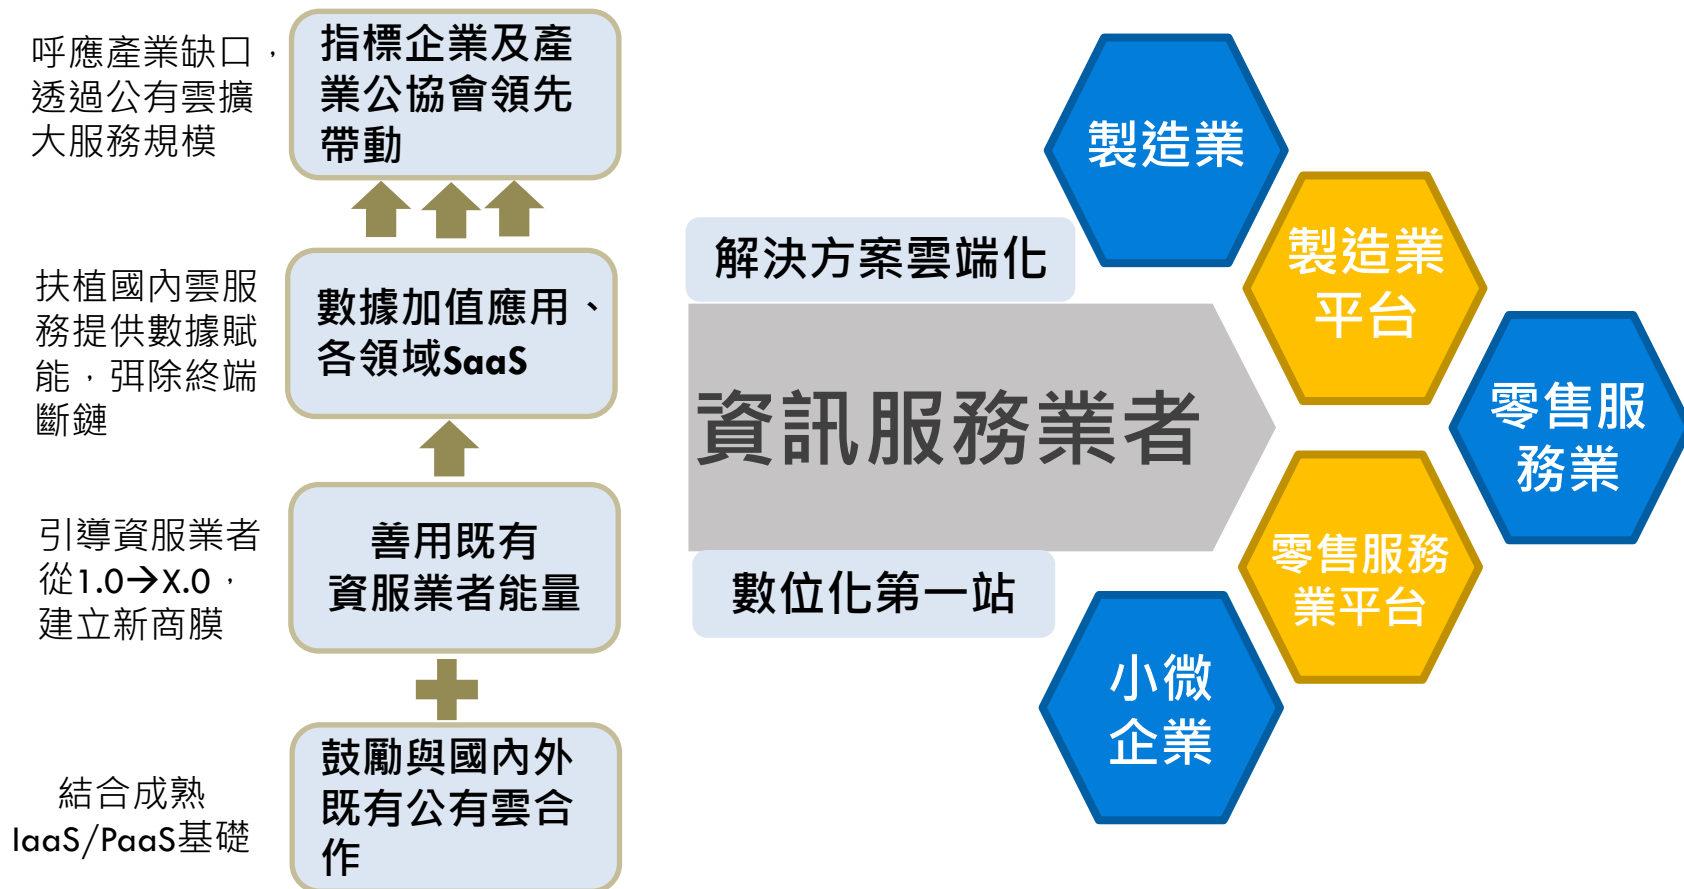 呼應產業缺口，
透過公有雲擴
大服務規模
指標企業及產
業公協會領先
帶動
扶植國內雲服
務提供數據賦
能，弭除終端
斷鏈
數據加值應用、
各領域SaaS
引導資服業者
從1.0→X.0，
建立新商膜
善用既有
資服業者能量
結合成熟
IaaS/PaaS基礎
鼓勵與國內外
既有公有雲合
作
解決方案雲端化
資訊服務業者
數位化第一站
製造業
製造業
平台
零售服
務業
零售服務
業平台
小微
企業